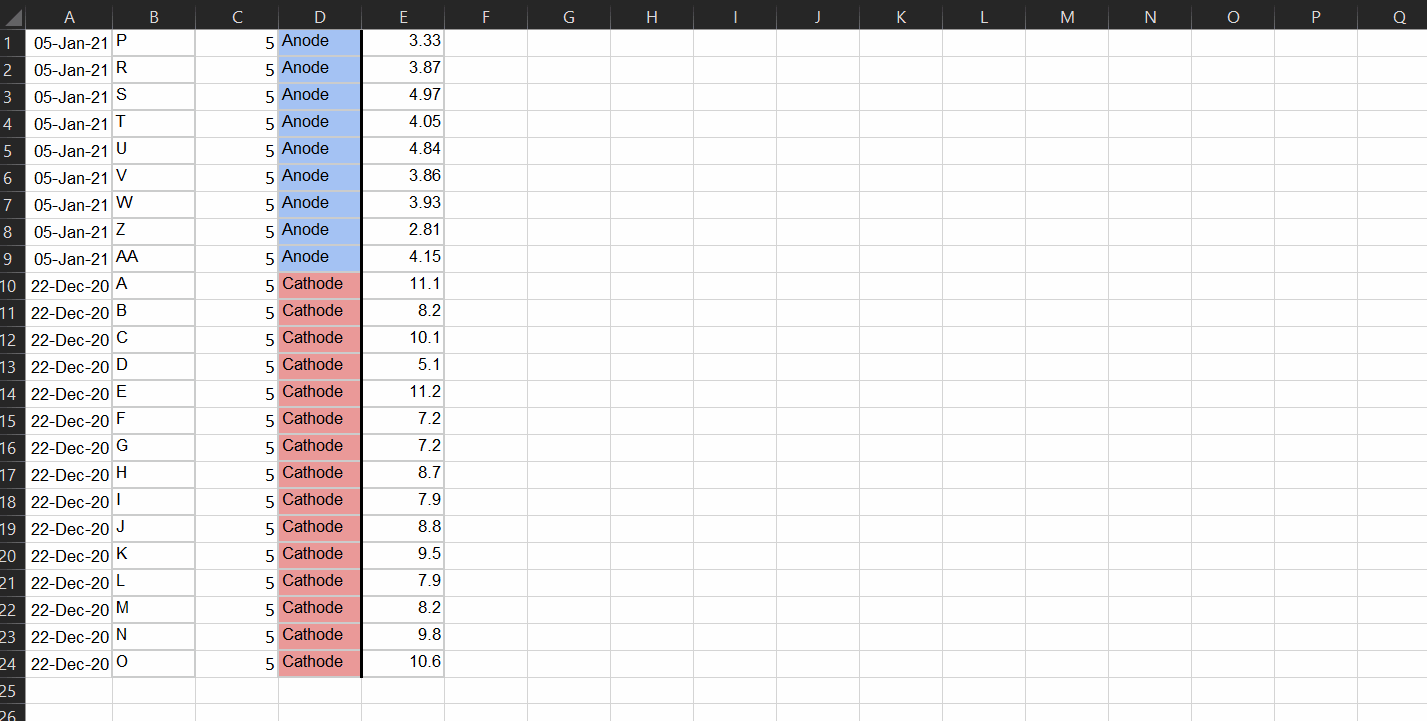 A B C D E F G H I J K L M N O P Q
1 05-Jan-21 P 5 Anode 3.33
2 05-Jan-21 R 5 Anode 3.87
3 05-Jan-21 S 5 Anode 4.97
4 05-Jan-21 T 5 Anode 4.05
5 05-Jan-21 U 5 Anode 4.84
6 05-Jan-21 V 5 Anode 3.86
7 05-Jan-21 W 5 Anode 3.93
8 05-Jan-21 Z 5 Anode 2.81
9 05-Jan-21 AA 5 Anode 4.15
10 22-Dec-20 A 5 Cathode 11.1
11 22-Dec-20 B 5 Cathode 8.2
12 22-Dec-20 C 5 Cathode 10.1
13 22-Dec-20 D 5 Cathode 5.1
14 22-Dec-20 E 5 Cathode 11.2
15 22-Dec-20 F 5 Cathode 7.2
16 22-Dec-20 G 5 Cathode 7.2
17 22-Dec-20 H 5 Cathode 8.7
18 22-Dec-20 I 5 Cathode 7.9
19 22-Dec-20 J 5 Cathode 8.8
20 22-Dec-20 K 5 Cathode 9.5
21 22-Dec-20 L 5 Cathode 7.9
22 22-Dec-20 M 5 Cathode 8.2
23 22-Dec-20 N 5 Cathode 9.8
24 22-Dec-20 O 5 Cathode 10.6
25
26